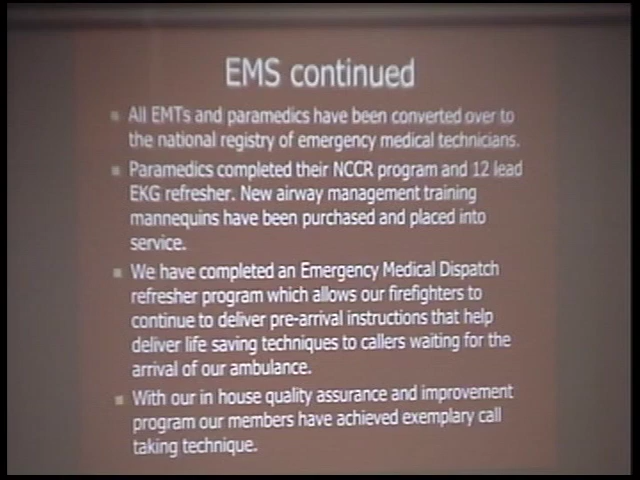 EMS continued
All EMTs and paramedics have been converted over to
the national registry of emergency medical technicians.
Paramedics completed their NCCR program and 12 lead
EKG refresher. New airway management training
mannequins have been purchased and placed into
service.
We have completed an Emergency Medical Dispatch
refresher program which allows our firefighters to
continue to deliver pre-arrival instructions that help
deliver life saving techniques to callers waiting for the
arrival of our ambulance.
With our in house quality assurance and improvement
program our members have achieved exemplary call
taking technique.